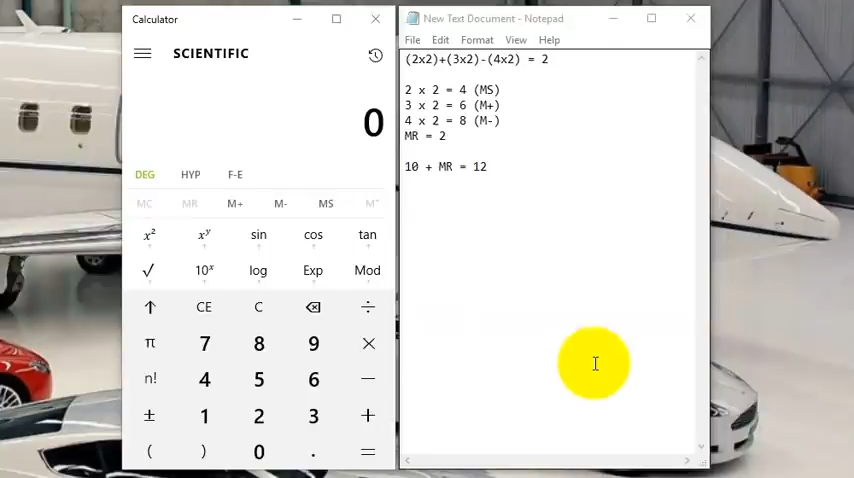 Calculator
SCIENTIFIC
0
DEG HYP F-E
MC MR M+ M- MS M˅
x² xʸ sin cos tan
√ 10ˣ log Exp Mod
↑ CE C ⌫ ÷
π 7 8 9 ×
n! 4 5 6 −
± 1 2 3 +
( ) 0 . =
New Text Document - Notepad
File Edit Format View Help
(2x2)+(3x2)-(4x2) = 2
2 x 2 = 4 (MS)
3 x 2 = 6 (M+)
4 x 2 = 8 (M-)
MR = 2
10 + MR = 12